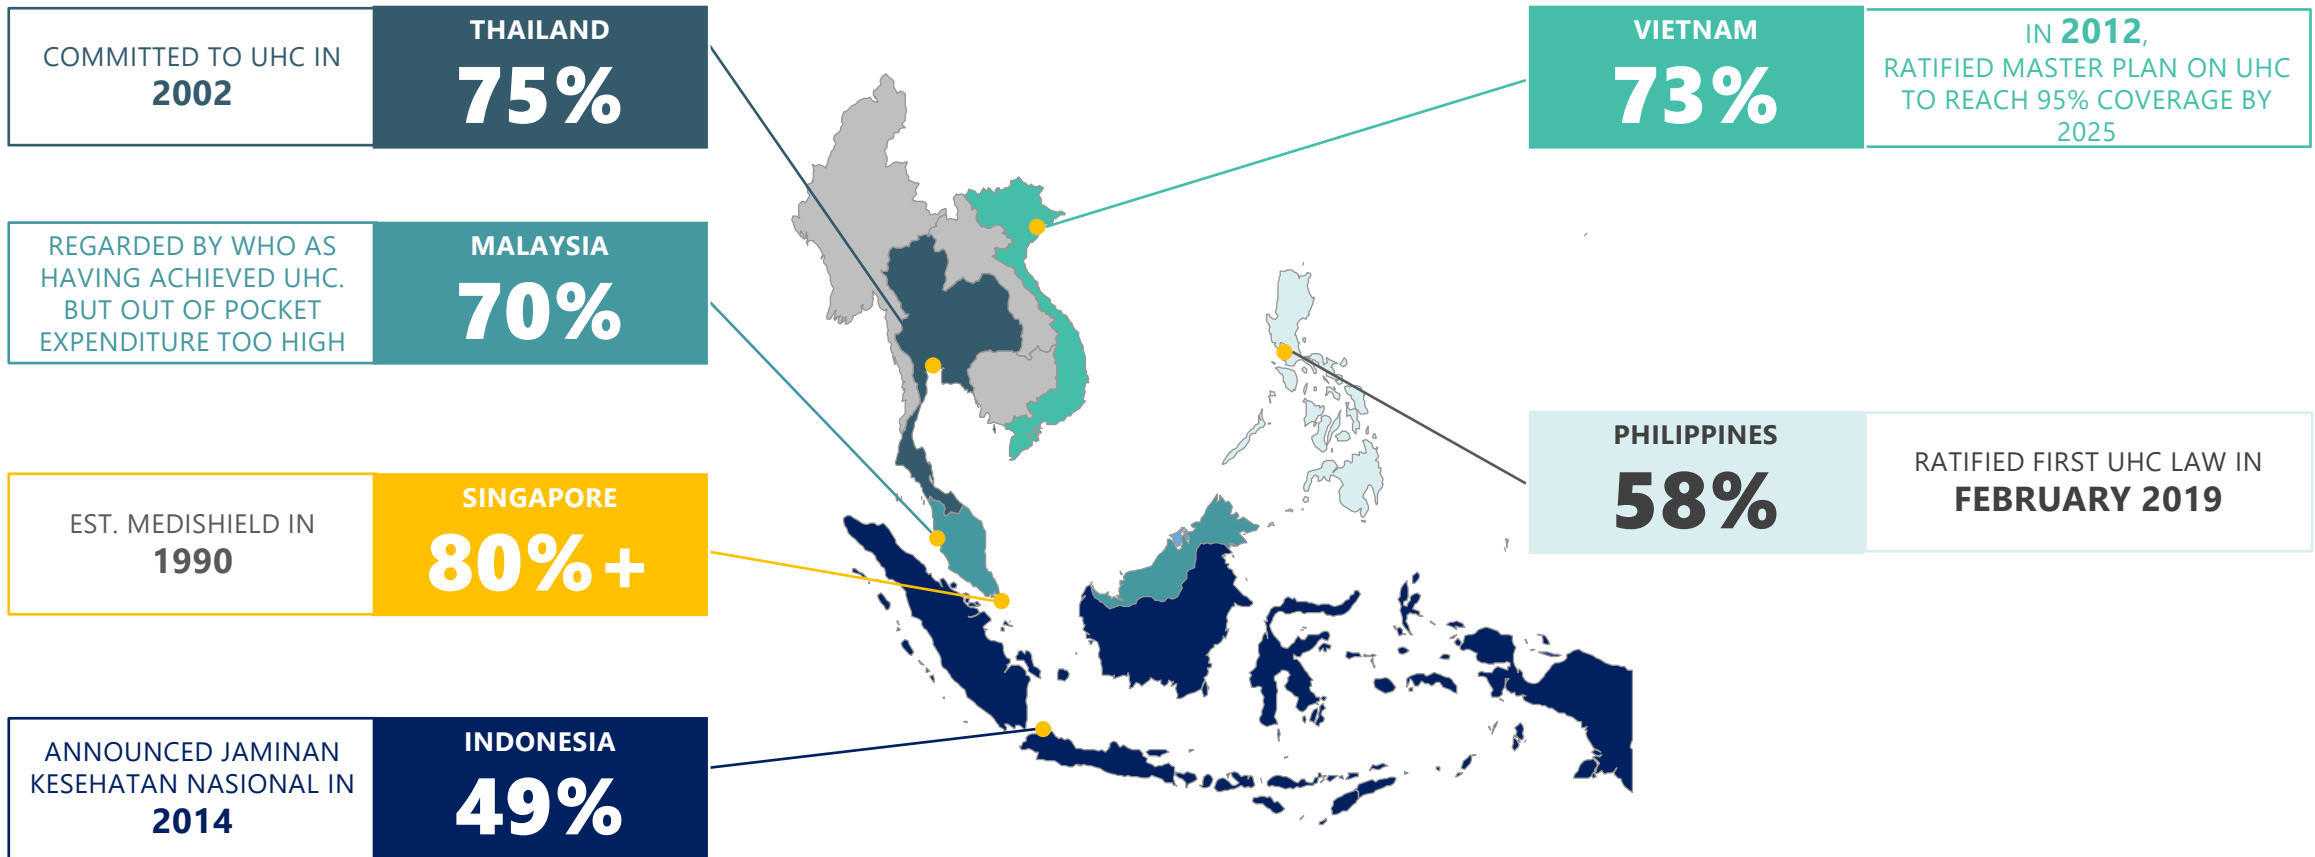 COMMITTED TO UHC IN
2002
THAILAND
75%
REGARDED BY WHO AS
HAVING ACHIEVED UHC.
BUT OUT OF POCKET
EXPENDITURE TOO HIGH
MALAYSIA
70%
EST. MEDISHIELD IN
1990
SINGAPORE
80%+
ANNOUNCED JAMINAN
KESEHATAN NASIONAL IN
2014
INDONESIA
49%
VIETNAM
73%
IN 2012,
RATIFIED MASTER PLAN ON UHC
TO REACH 95% COVERAGE BY
2025
PHILIPPINES
58%
RATIFIED FIRST UHC LAW IN
FEBRUARY 2019